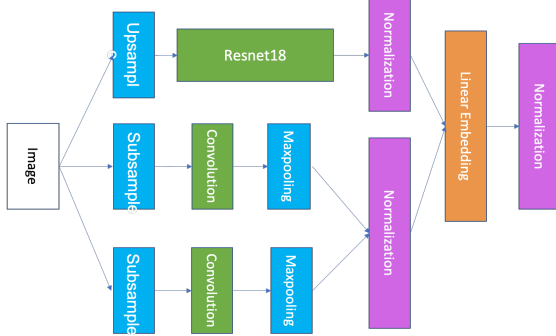 Image
Upsampl
e
Resnet18
Normalization
Subsample
Convolution
Maxpooling
Normalization
Subsample
Convolution
Maxpooling
Linear Embedding
Normalization